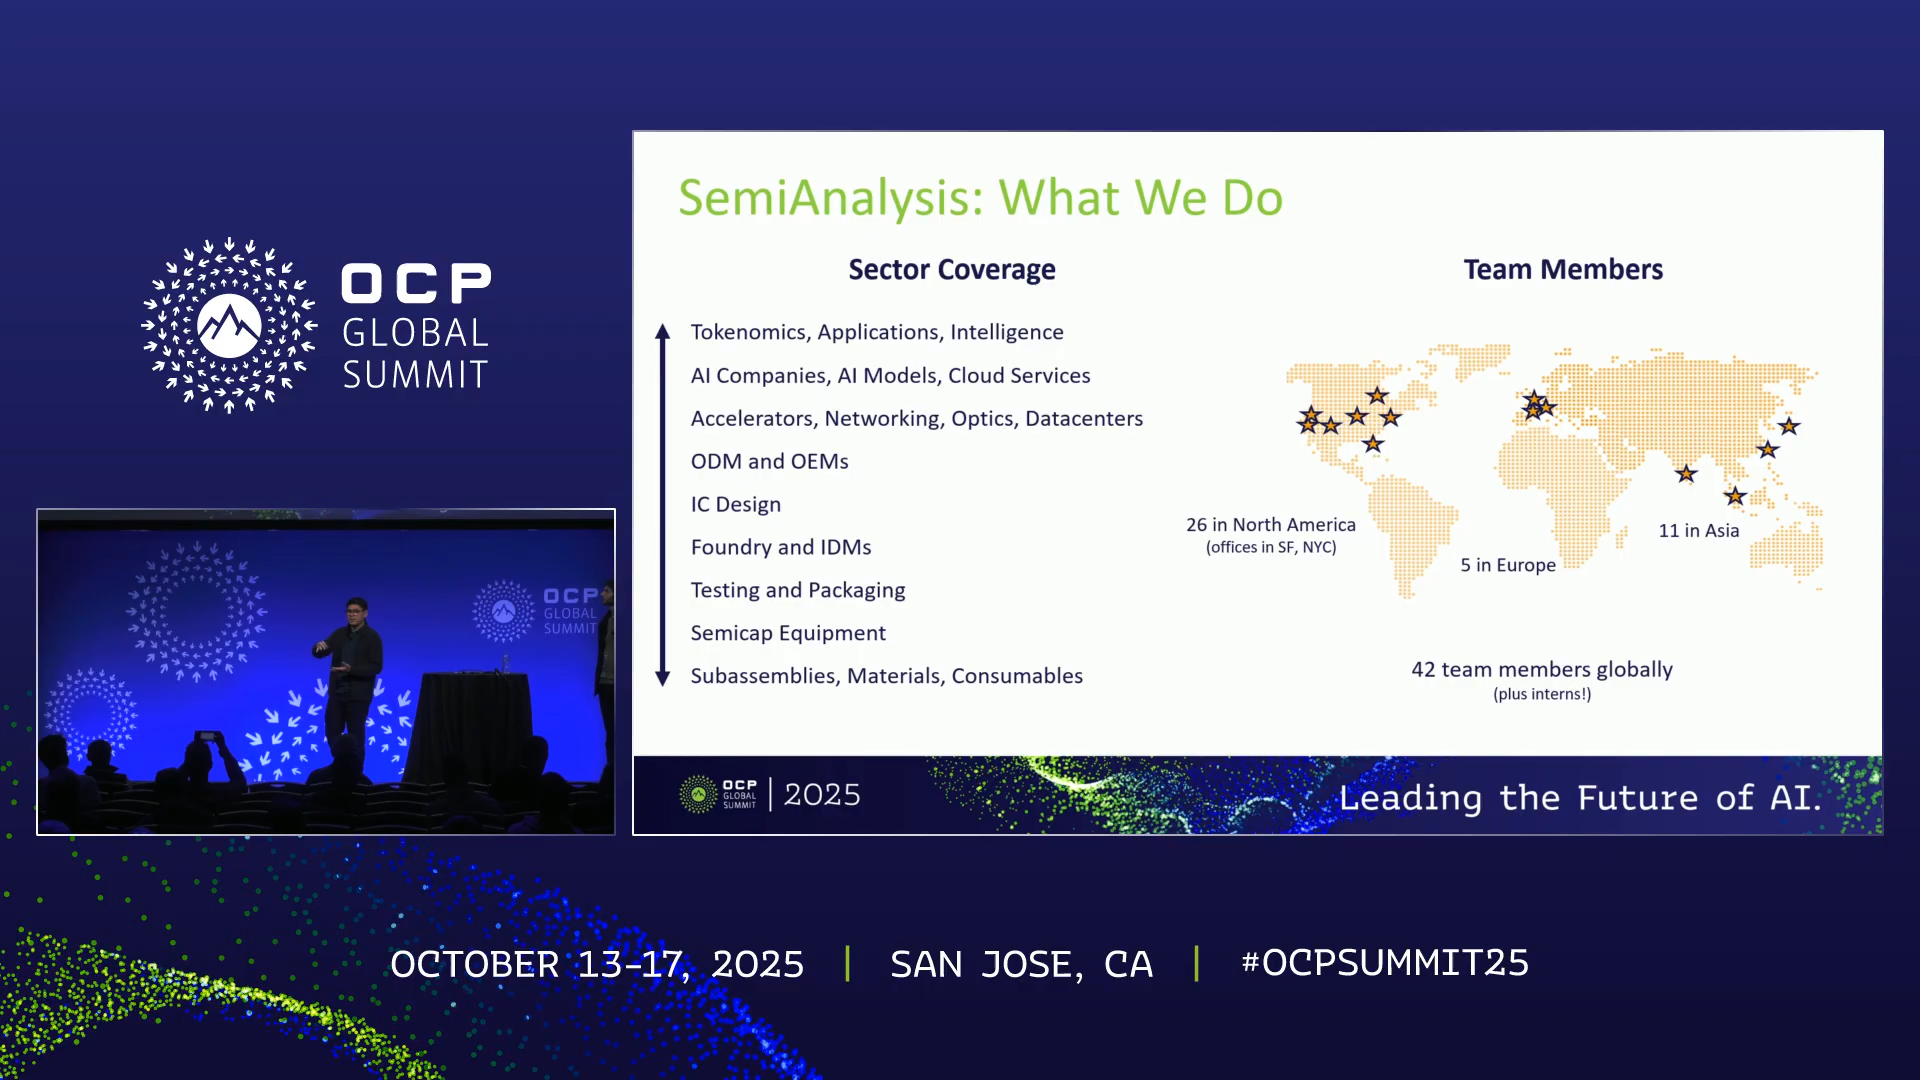 OCP
GLOBAL
SUMMIT
SemiAnalysis: What We Do
Sector Coverage
Tokenomics, Applications, Intelligence
AI Companies, AI Models, Cloud Services
Accelerators, Networking, Optics, Datacenters
ODM and OEMs
IC Design
Foundry and IDMs
Testing and Packaging
Semicap Equipment
Subassemblies, Materials, Consumables
Team Members
26 in North America
(offices in SF, NYC)
5 in Europe
11 in Asia
42 team members globally
(plus interns!)
OCP
GLOBAL
SUMMIT
2025
Leading the Future of AI.
OCP
GLOBAL
SUMMIT
OCTOBER 13-17, 2025 | SAN JOSE, CA | #OCPSUMMIT25